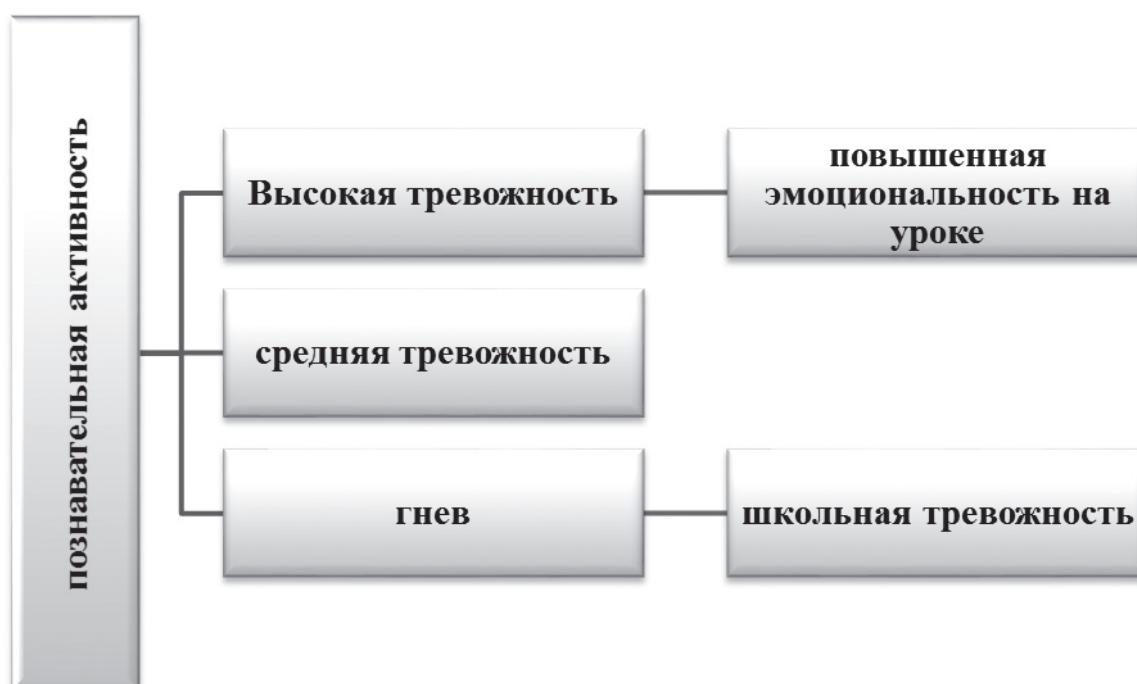 познавательная активность
Высокая тревожность
повышенная
эмоциональность на
уроке
средняя тревожность
гнев
школьная тревожность